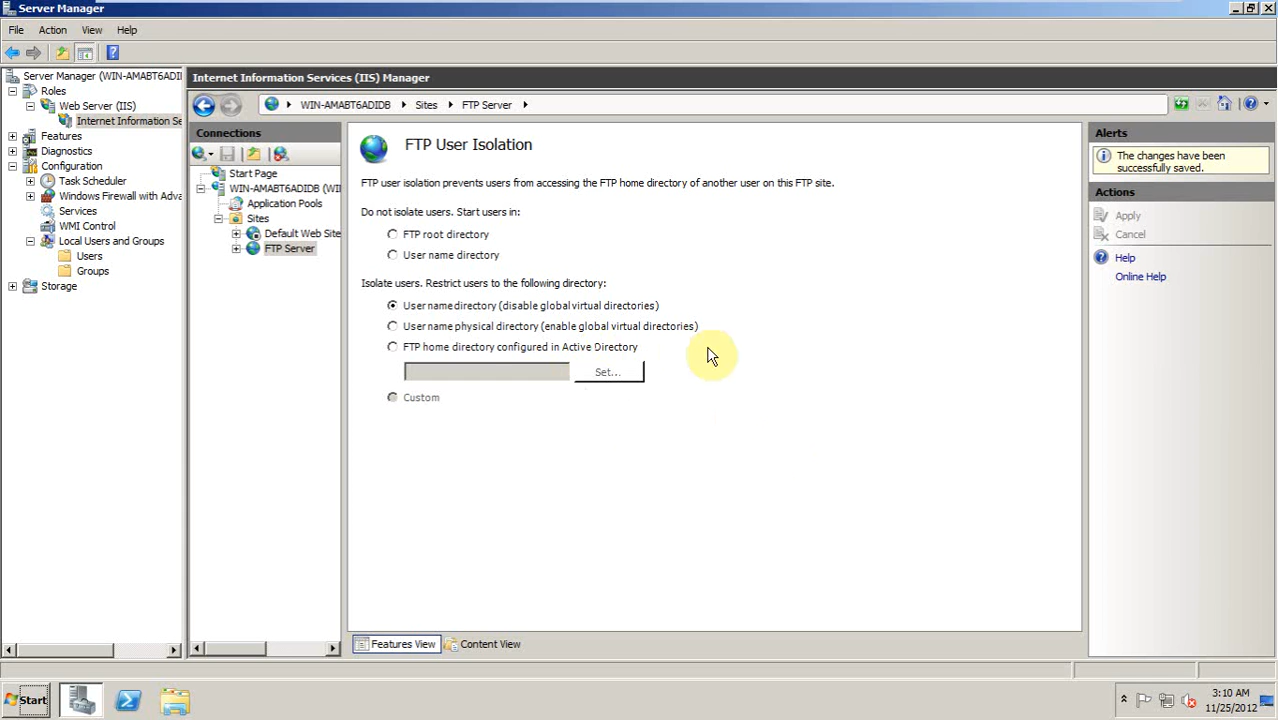 Server Manager
File Action View Help
Server Manager (WIN-AMABT6ADI
Roles
Web Server (IIS)
Internet Information Se
Features
Diagnostics
Configuration
Task Scheduler
Windows Firewall with Adva
Services
WMI Control
Local Users and Groups
Users
Groups
Storage
Internet Information Services (IIS) Manager
WIN-AMABT6ADIDB Sites FTP Server
Connections
Start Page
WIN-AMABT6ADIDB (WI
Application Pools
Sites
Default Web Site
FTP Server
FTP User Isolation
FTP user isolation prevents users from accessing the FTP home directory of another user on this FTP site.
Do not isolate users. Start users in:
FTP root directory
User name directory
Isolate users. Restrict users to the following directory:
User name directory (disable global virtual directories)
User name physical directory (enable global virtual directories)
FTP home directory configured in Active Directory
Set...
Custom
Features View Content View
Alerts
The changes have been
successfully saved.
Actions
Apply
Cancel
Help
Online Help
Start
3:10 AM
11/25/2012